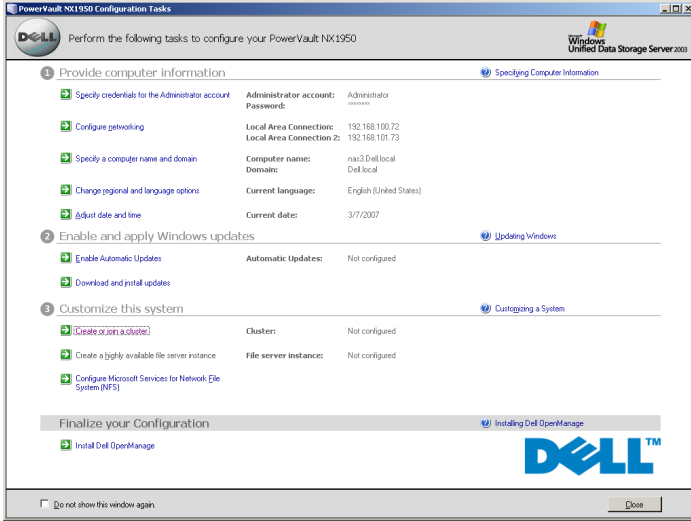 PowerVault NX1950 Configuration Tasks
DELL
Perform the following tasks to configure your PowerVault NX1950
Microsoft
Windows
Unified Data Storage Server 2003
1 Provide computer information
Specifying Computer Information
Specify credentials for the Administrator account
Administrator account: Administrator
Password: ********
Configure networking
Local Area Connection: 192.168.100.72
Local Area Connection 2: 192.168.101.73
Specify a computer name and domain
Computer name: nas3.Dell.local
Domain: Dell.local
Change regional and language options
Current language: English (United States)
Adjust date and time
Current date: 3/7/2007
2 Enable and apply Windows updates
Updating Windows
Enable Automatic Updates
Automatic Updates: Not configured
Download and install updates
3 Customize this system
Customizing a System
Create or join a cluster
Cluster: Not configured
Create a highly available file server instance
File server instance: Not configured
Configure Microsoft Services for Network File
System (NFS)
Finalize your Configuration
Installing Dell OpenManage
Install Dell OpenManage
DELL™
Do not show this window again.
Close